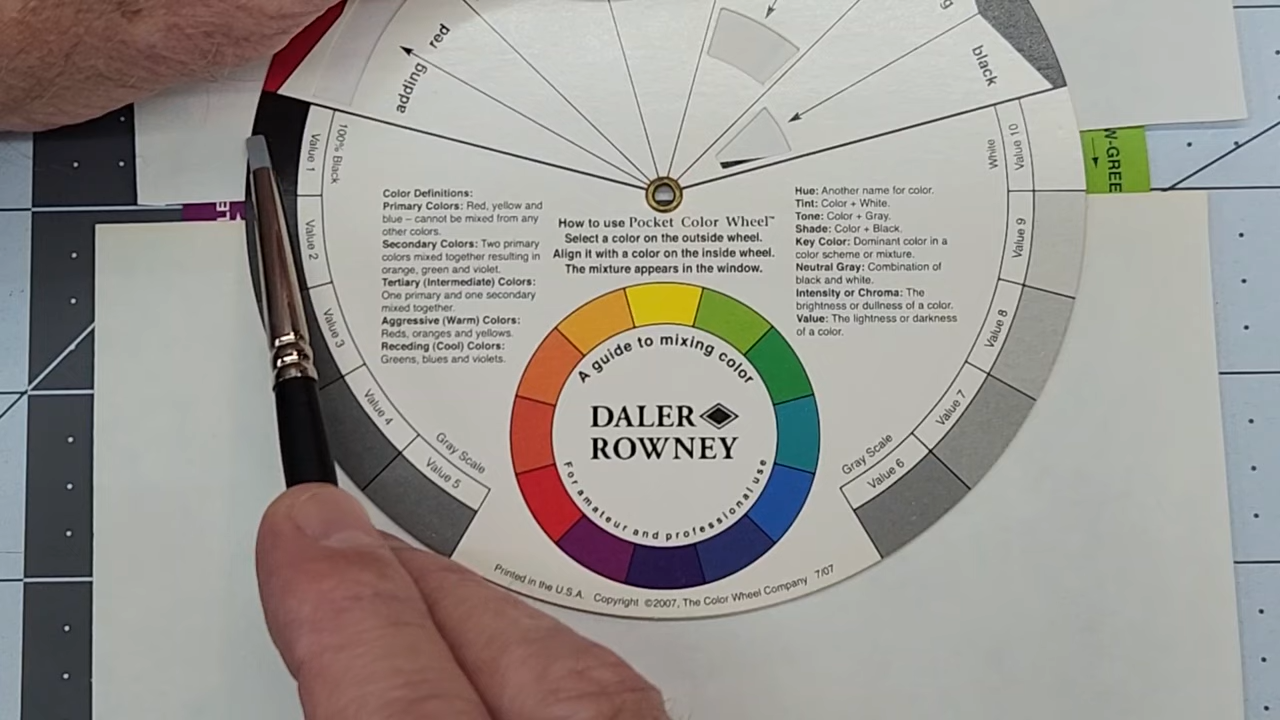 adding red
black
100% Black
Value 1
Value 2
Value 3
Value 4
Value 5
Gray Scale
Color Definitions:
Primary Colors: Red, yellow and
blue – cannot be mixed from any
other colors.
Secondary Colors: Two primary
colors mixed together resulting in
orange, green and violet.
Tertiary (Intermediate) Colors:
One primary and one secondary
mixed together.
Aggressive (Warm) Colors:
Reds, oranges and yellows.
Receding (Cool) Colors:
Greens, blues and violets.
How to use Pocket Color Wheel™
Select a color on the outside wheel.
Align it with a color on the inside wheel.
The mixture appears in the window.
Hue: Another name for color.
Tint: Color + White.
Tone: Color + Gray.
Shade: Color + Black.
Key Color: Dominant color in a
color scheme or mixture.
Neutral Gray: Combination of
black and white.
Intensity or Chroma: The
brightness or dullness of a color.
Value: The lightness or darkness
of a color.
White
Value 10
Value 9
Value 8
Value 7
Value 6
Gray Scale
A guide to mixing color
DALER
ROWNEY
For amateur and professional use
Printed in the U.S.A. Copyright ©2007, The Color Wheel Company 7/07
W-GREE